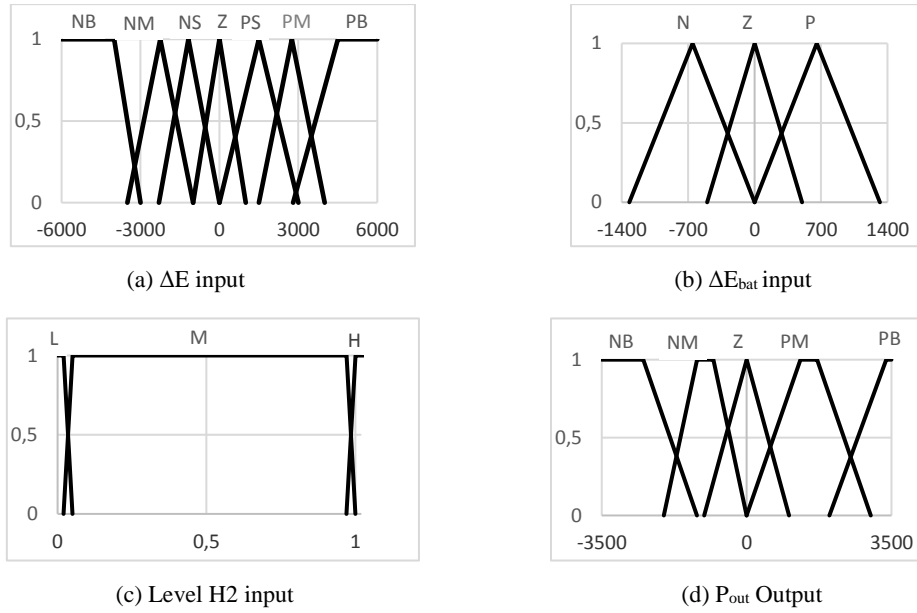 NB NM NS Z PS PM PB
1
0,5
0
-6000 -3000 0 3000 6000
(a) ΔE input
N Z P
1
0,5
0
-1400 -700 0 700 1400
(b) ΔEbat input
L M H
1
0,5
0
0 0,5 1
(c) Level H2 input
NB NM Z PM PB
1
0,5
0
-3500 0 3500
(d) Pout Output